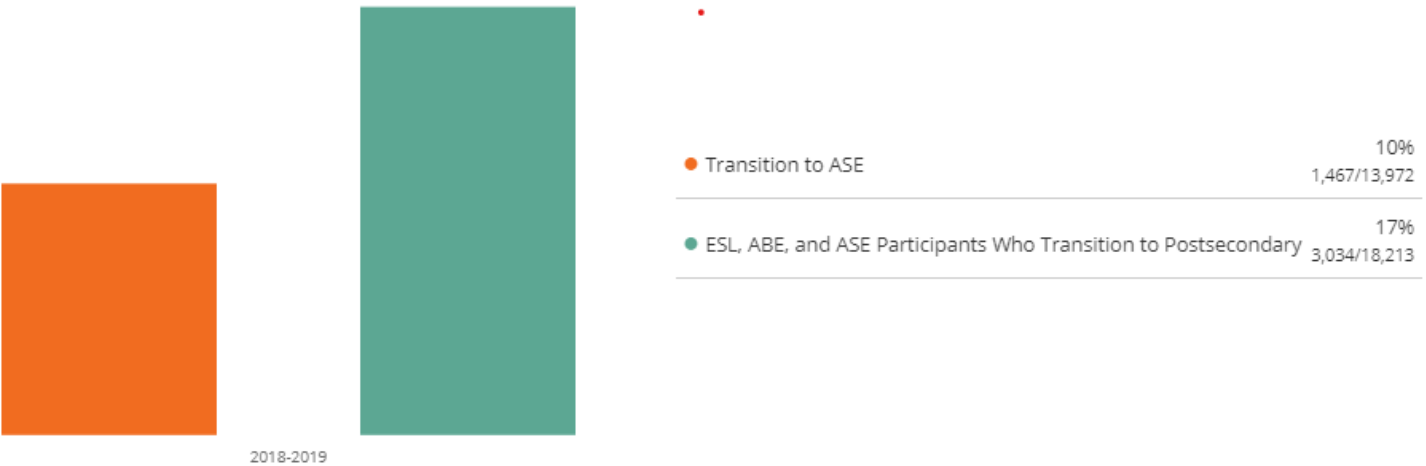 10%
Transition to ASE
1,467/13,972
17%
ESL, ABE, and ASE Participants Who Transition to Postsecondary
3,034/18,213
2018-2019